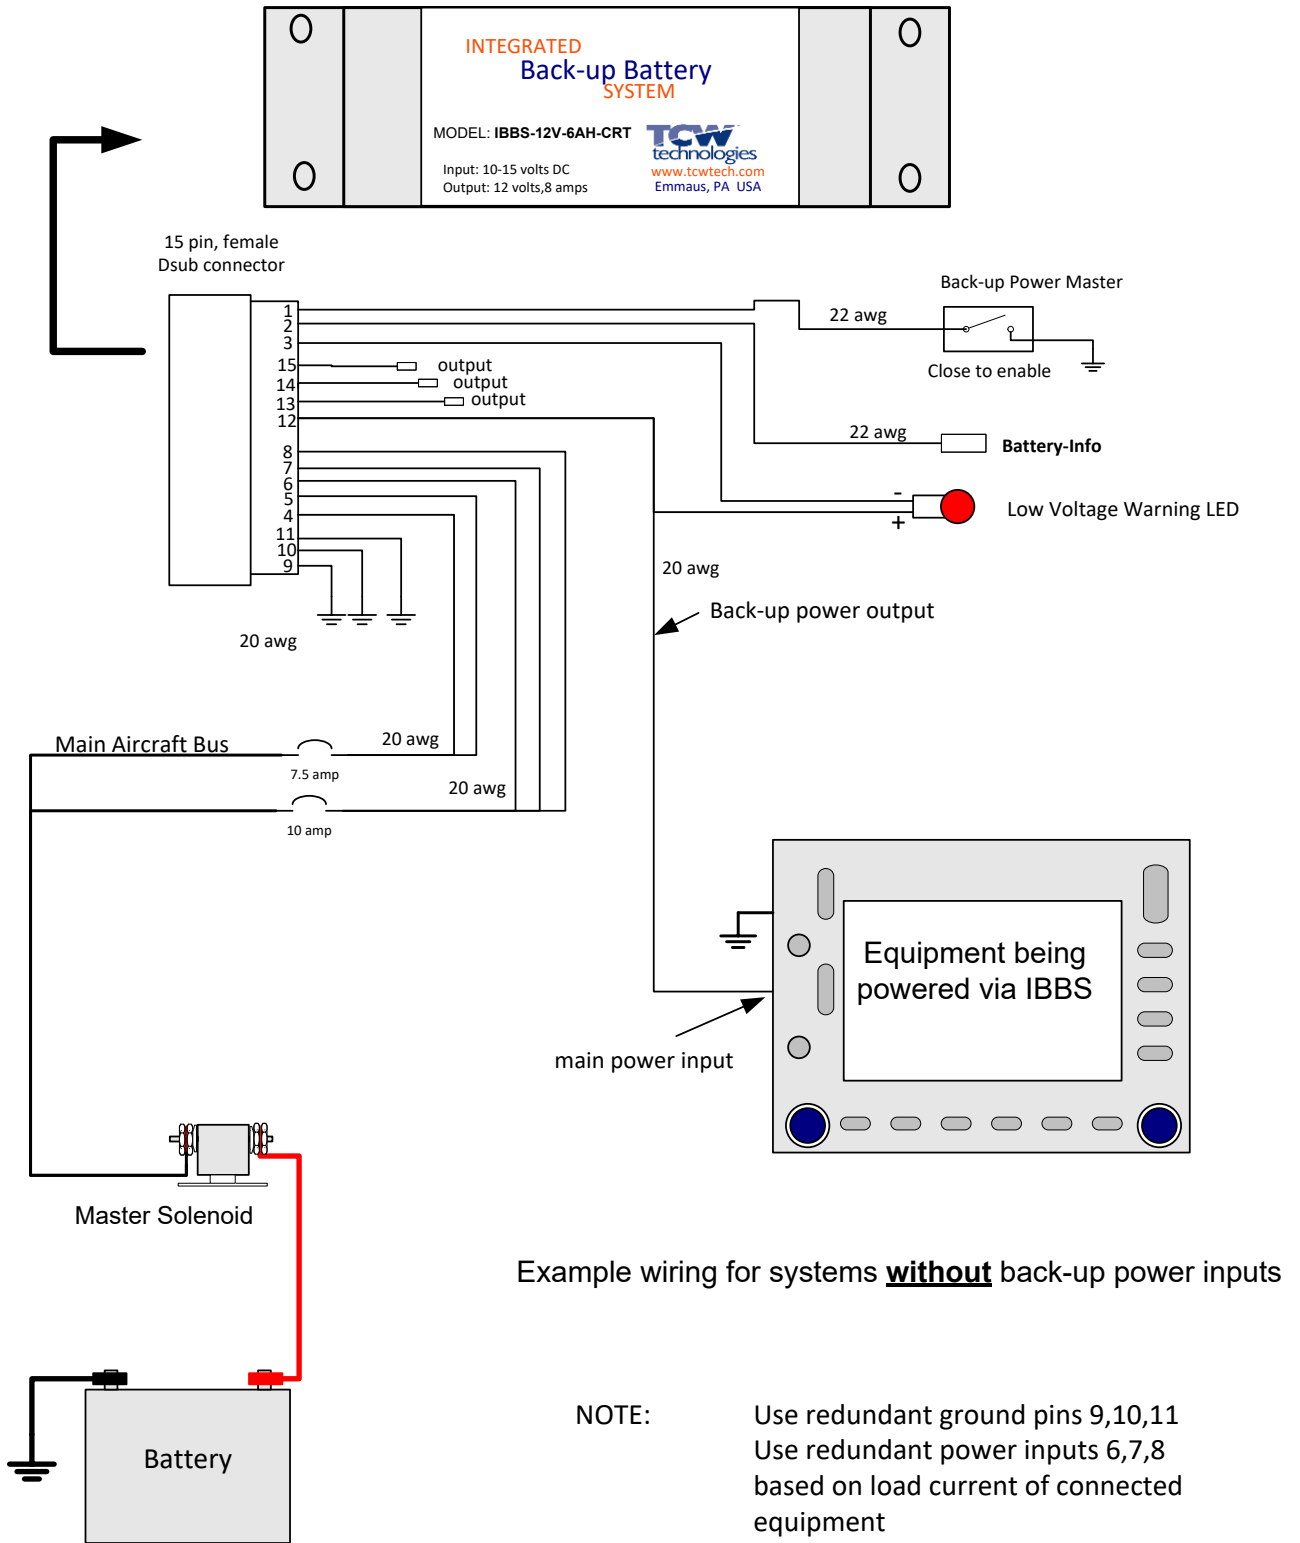 INTEGRATED
Back-up Battery
SYSTEM
MODEL: IBBS-12V-6AH-CRT
Input: 10-15 volts DC
Output: 12 volts,8 amps
TCW
technologies
www.tcwtech.com
Emmaus, PA USA
15 pin, female
Dsub connector
1
2
3
15
14
13
12
8
7
6
5
4
11
10
9
output
output
output
22 awg
Back-up Power Master
Close to enable
22 awg
Battery-Info
-
+
Low Voltage Warning LED
20 awg
Back-up power output
20 awg
Main Aircraft Bus
7.5 amp
20 awg
10 amp
20 awg
Equipment being
powered via IBBS
main power input
Master Solenoid
Example wiring for systems without back-up power inputs
Battery
NOTE:
Use redundant ground pins 9,10,11
Use redundant power inputs 6,7,8
based on load current of connected
equipment